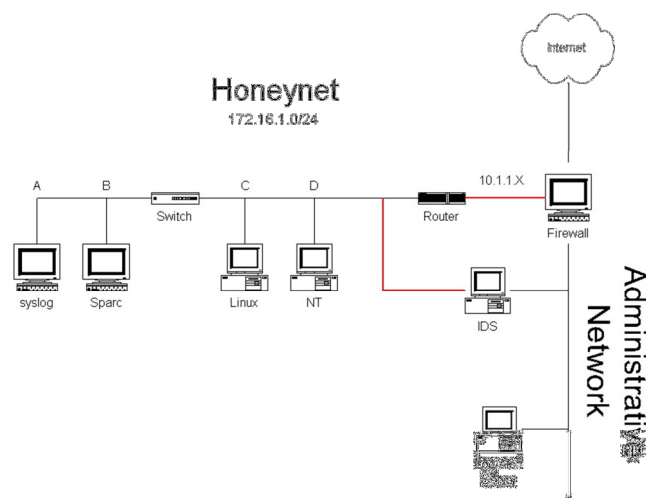 Internet
Honeynet
172.16.1.0/24
A
B
C
D
10.1.1.X
Switch
Router
Firewall
syslog
Sparc
Linux
NT
IDS
Administrative
Network